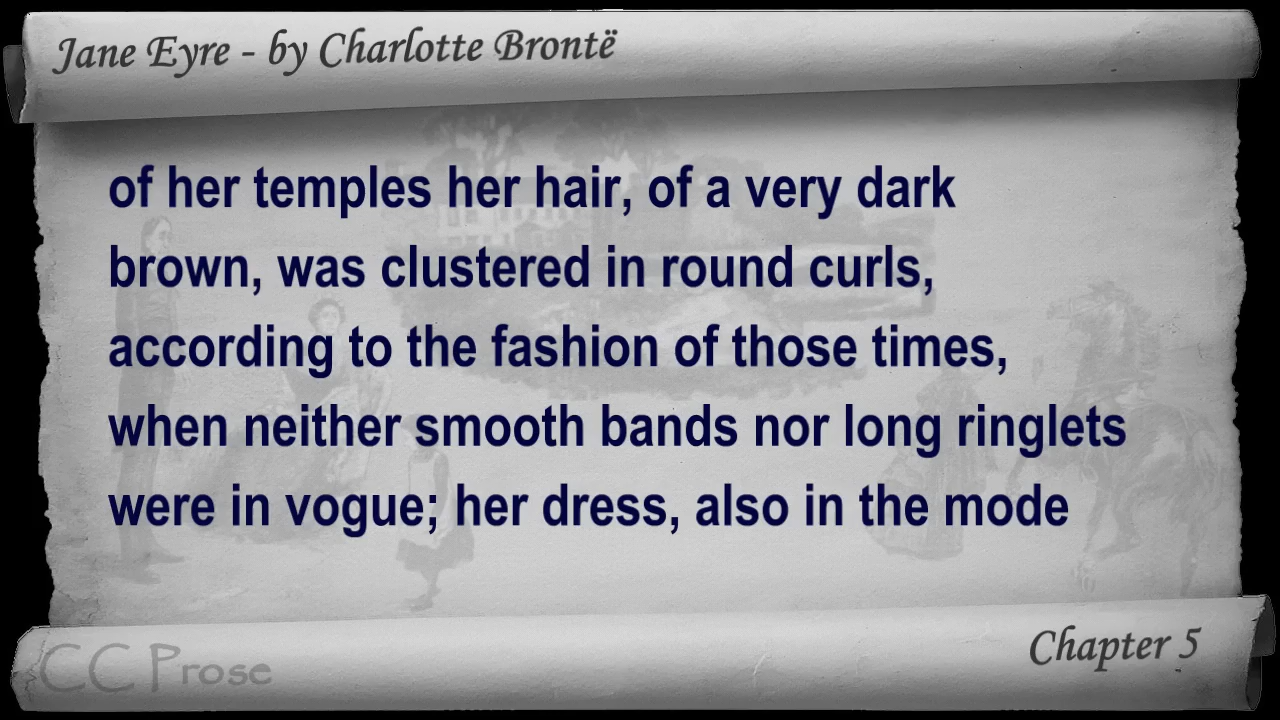 Jane Eyre - by Charlotte Brontë
of her temples her hair, of a very dark
brown, was clustered in round curls,
according to the fashion of those times,
when neither smooth bands nor long ringlets
were in vogue; her dress, also in the mode
Chapter 5
CC Prose